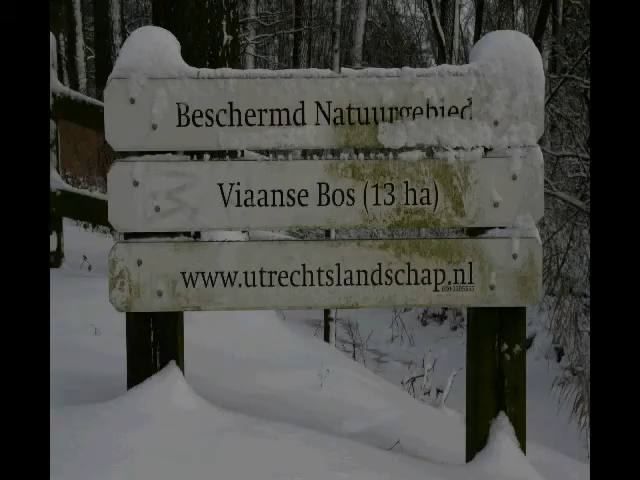 Beschermd Natuurgebied
Viaanse Bos (13 ha)
www.utrechtslandschap.nl